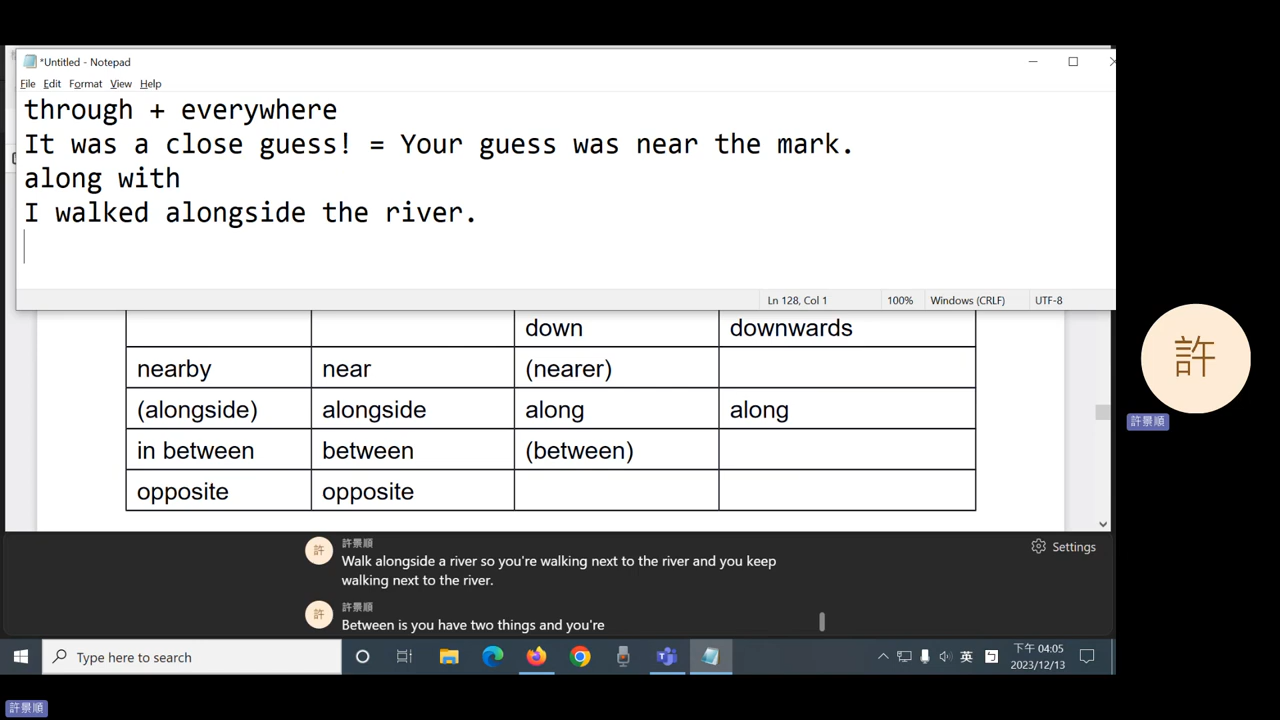 *Untitled - Notepad
File Edit Format View Help
through + everywhere
It was a close guess! = Your guess was near the mark.
along with
I walked alongside the river.
Ln 128, Col 1 100% Windows (CRLF) UTF-8
down downwards
nearby near (nearer)
(alongside) alongside along along
in between between (between)
opposite opposite
許
許景順
許 許景順
Walk alongside a river so you're walking next to the river and you keep
walking next to the river.
許 許景順
Between is you have two things and you're
Settings
Type here to search
英
下午 04:05
2023/12/13
許景順